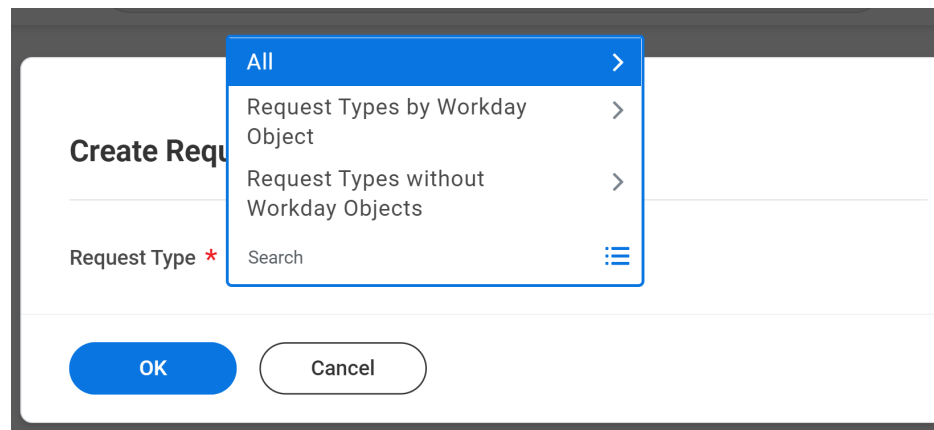 All
Request Types by Workday
Object
Create Requ
Request Types without
Workday Objects
Request Type *
Search
OK
Cancel